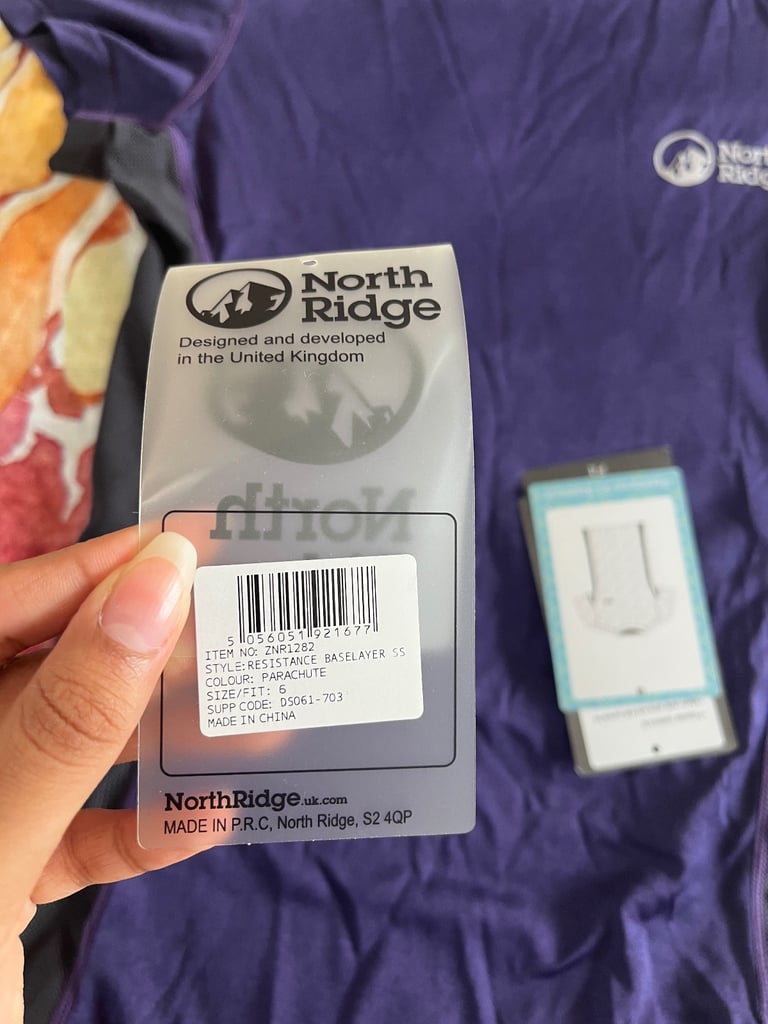 North
Ridge
Designed and developed
in the United Kingdom
North
5 056051 921677
ITEM NO: ZNR1282
STYLE:RESISTANCE BASELAYER SS
COLOUR: PARACHUTE
SIZE/FIT: 6
SUPP CODE: DS061-703
MADE IN CHINA
NorthRidge.uk.com
MADE IN P.R.C, North Ridge, S2 4QP